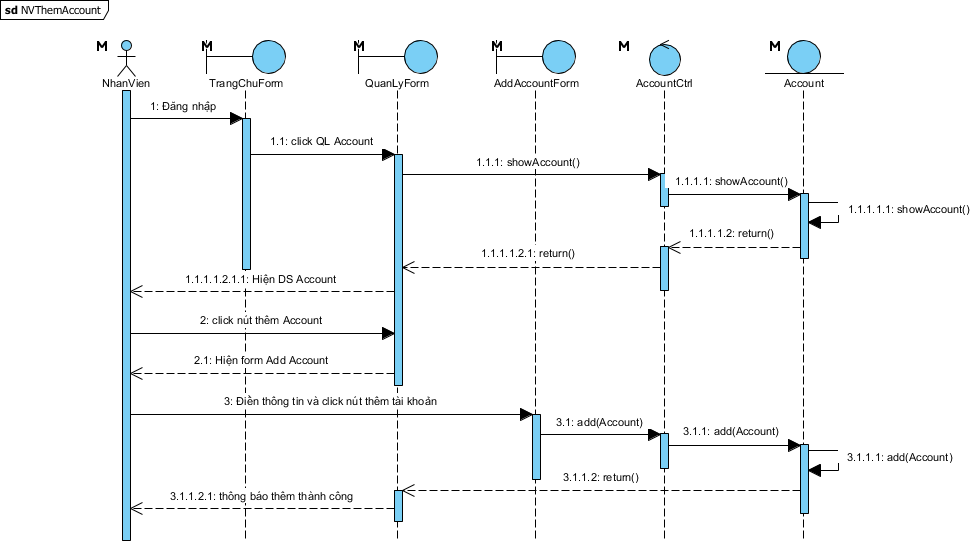 sd NVThemAccount
M M M M M M
NhanVien TrangChuForm QuanLyForm AddAccountForm AccountCtrl Account
1: Đăng nhập
1.1: click QL Account
1.1.1: showAccount()
1.1.1.1: showAccount()
1.1.1.1.1: showAccount()
1.1.1.1.2: return()
1.1.1.1.2.1: return()
1.1.1.1.2.1.1: Hiện DS Account
2: click nút thêm Account
2.1: Hiện form Add Account
3: Điền thông tin và click nút thêm tài khoản
3.1: add(Account)
3.1.1: add(Account)
3.1.1.1: add(Account)
3.1.1.2: return()
3.1.1.2.1: thông báo thêm thành công